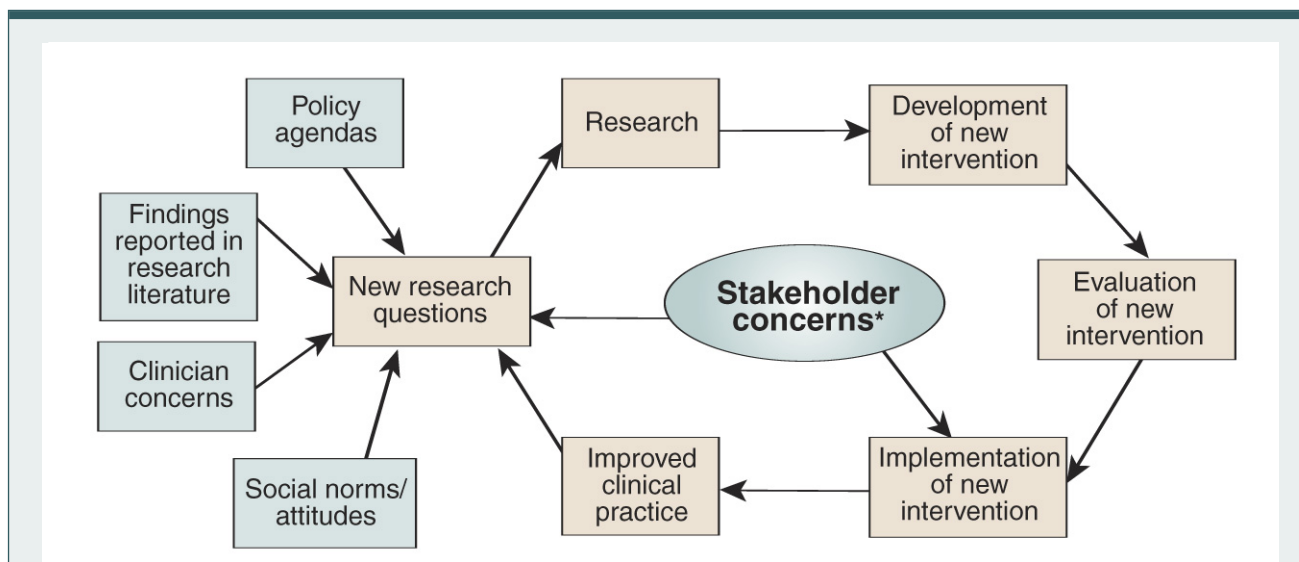 Policy
agendas
Research
Development
of new
intervention
Findings
reported in
research
literature
New research
questions
Stakeholder
concerns*
Evaluation
of new
intervention
Clinician
concerns
Social norms/
attitudes
Improved
clinical
practice
Implementation
of new
intervention